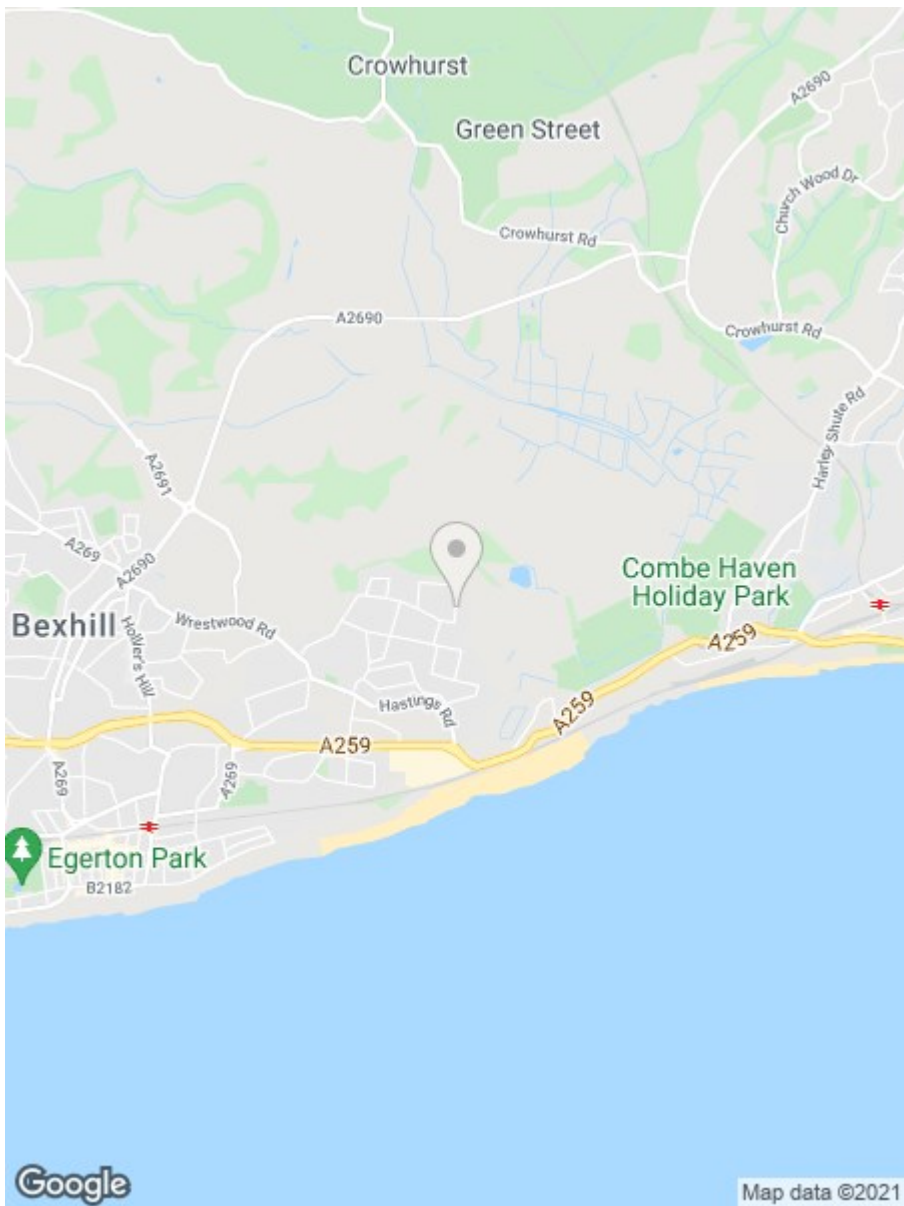 Crowhurst
Green Street
A2690
Church Wood Dr
Crowhurst Rd
A2690
Crowhurst Rd
Harley Shute Rd
A2691
A269
A2690
Combe Haven
Holiday Park
Bexhill
Wrestwood Rd
Hollier's Hill
A259
Hastings Rd
A259
A259
A269
A269
Egerton Park
B2182
Google
Map data ©2021